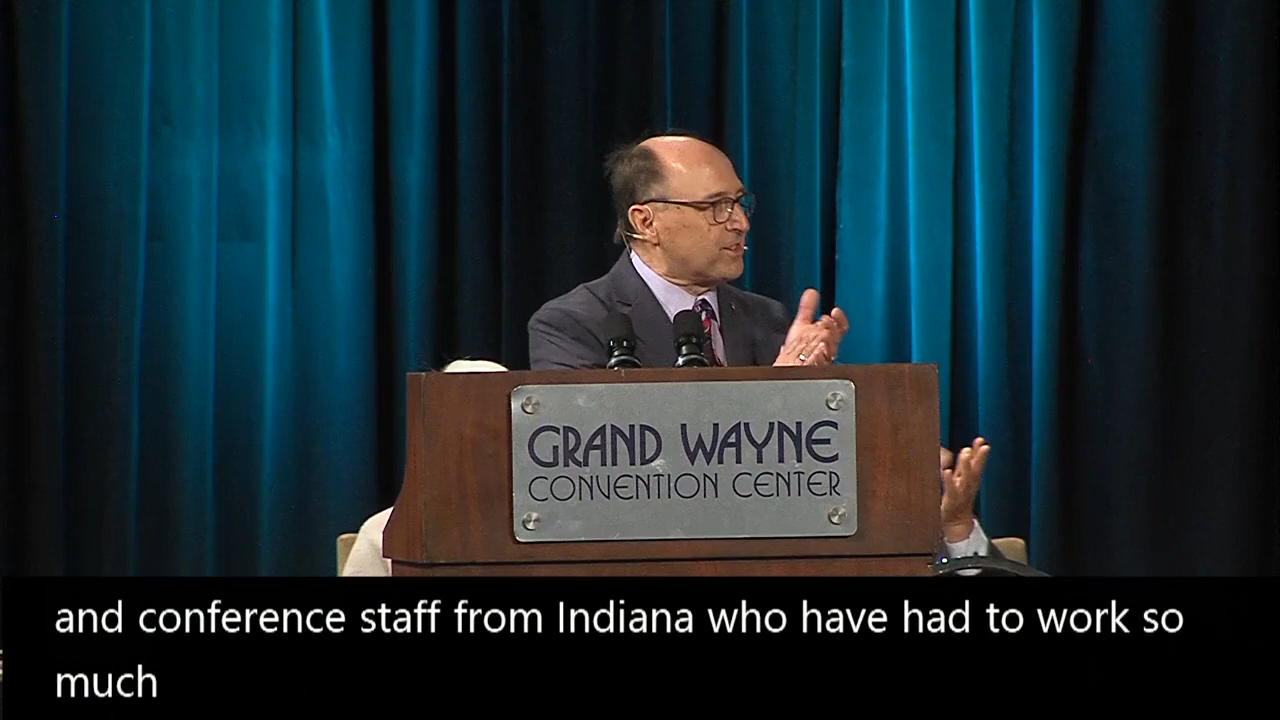 GRAND WAYNE
CONVENTION CENTER
and conference staff from Indiana who have had to work so
much